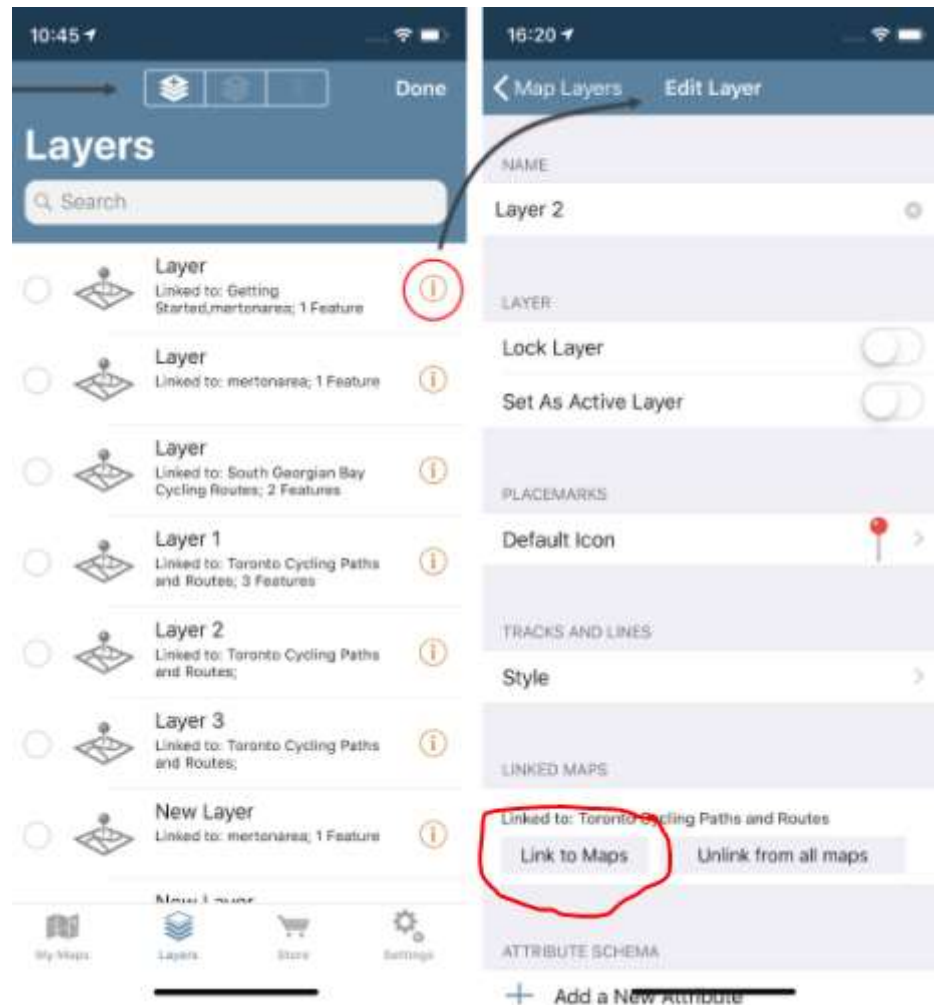 10:45
Done
Layers
Search
Layer
Linked to: Getting
Started,mertonarea; 1 Feature
Layer
Linked to: mertonarea; 1 Feature
Layer
Linked to: South Georgian Bay
Cycling Routes; 2 Features
Layer 1
Linked to: Toronto Cycling Paths
and Routes; 3 Features
Layer 2
Linked to: Toronto Cycling Paths
and Routes;
Layer 3
Linked to: Toronto Cycling Paths
and Routes;
New Layer
Linked to: mertonarea; 1 Feature
New Layer
My Maps
Layers
Store
Settings
16:20
Map Layers
Edit Layer
NAME
Layer 2
LAYER
Lock Layer
Set As Active Layer
PLACEMARKS
Default Icon
TRACKS AND LINES
Style
LINKED MAPS
Linked to: Toronto Cycling Paths and Routes
Link to Maps
Unlink from all maps
ATTRIBUTE SCHEMA
Add a New Attribute